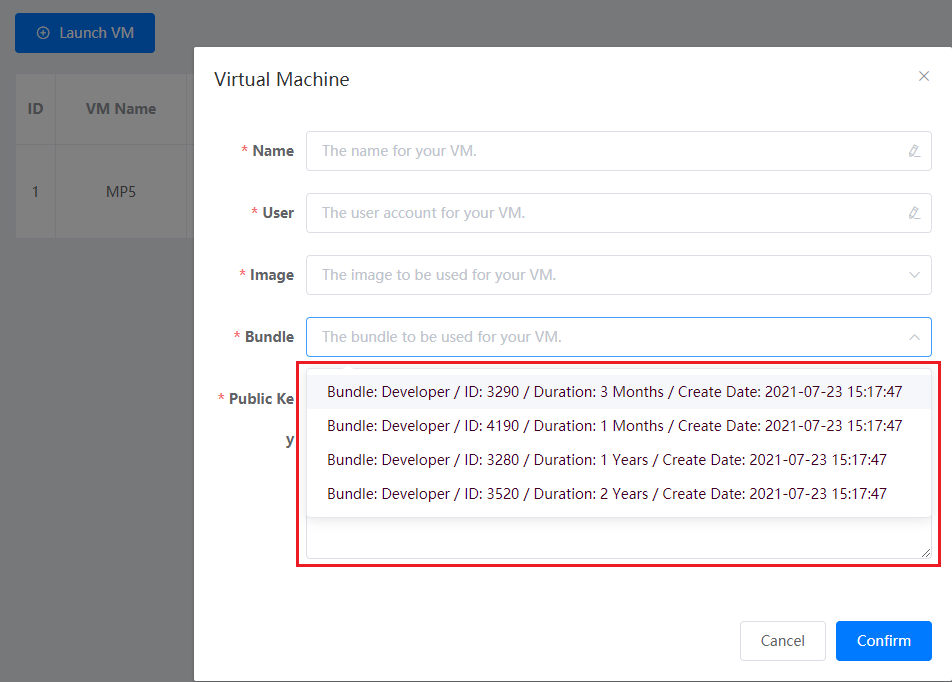 Launch VM
Virtual Machine
ID VM Name
* Name The name for your VM.
1 MP5
* User The user account for your VM.
* Image The image to be used for your VM.
* Bundle The bundle to be used for your VM.
* Public Ke
y
Bundle: Developer / ID: 3290 / Duration: 3 Months / Create Date: 2021-07-23 15:17:47
Bundle: Developer / ID: 4190 / Duration: 1 Months / Create Date: 2021-07-23 15:17:47
Bundle: Developer / ID: 3280 / Duration: 1 Years / Create Date: 2021-07-23 15:17:47
Bundle: Developer / ID: 3520 / Duration: 2 Years / Create Date: 2021-07-23 15:17:47
Cancel Confirm